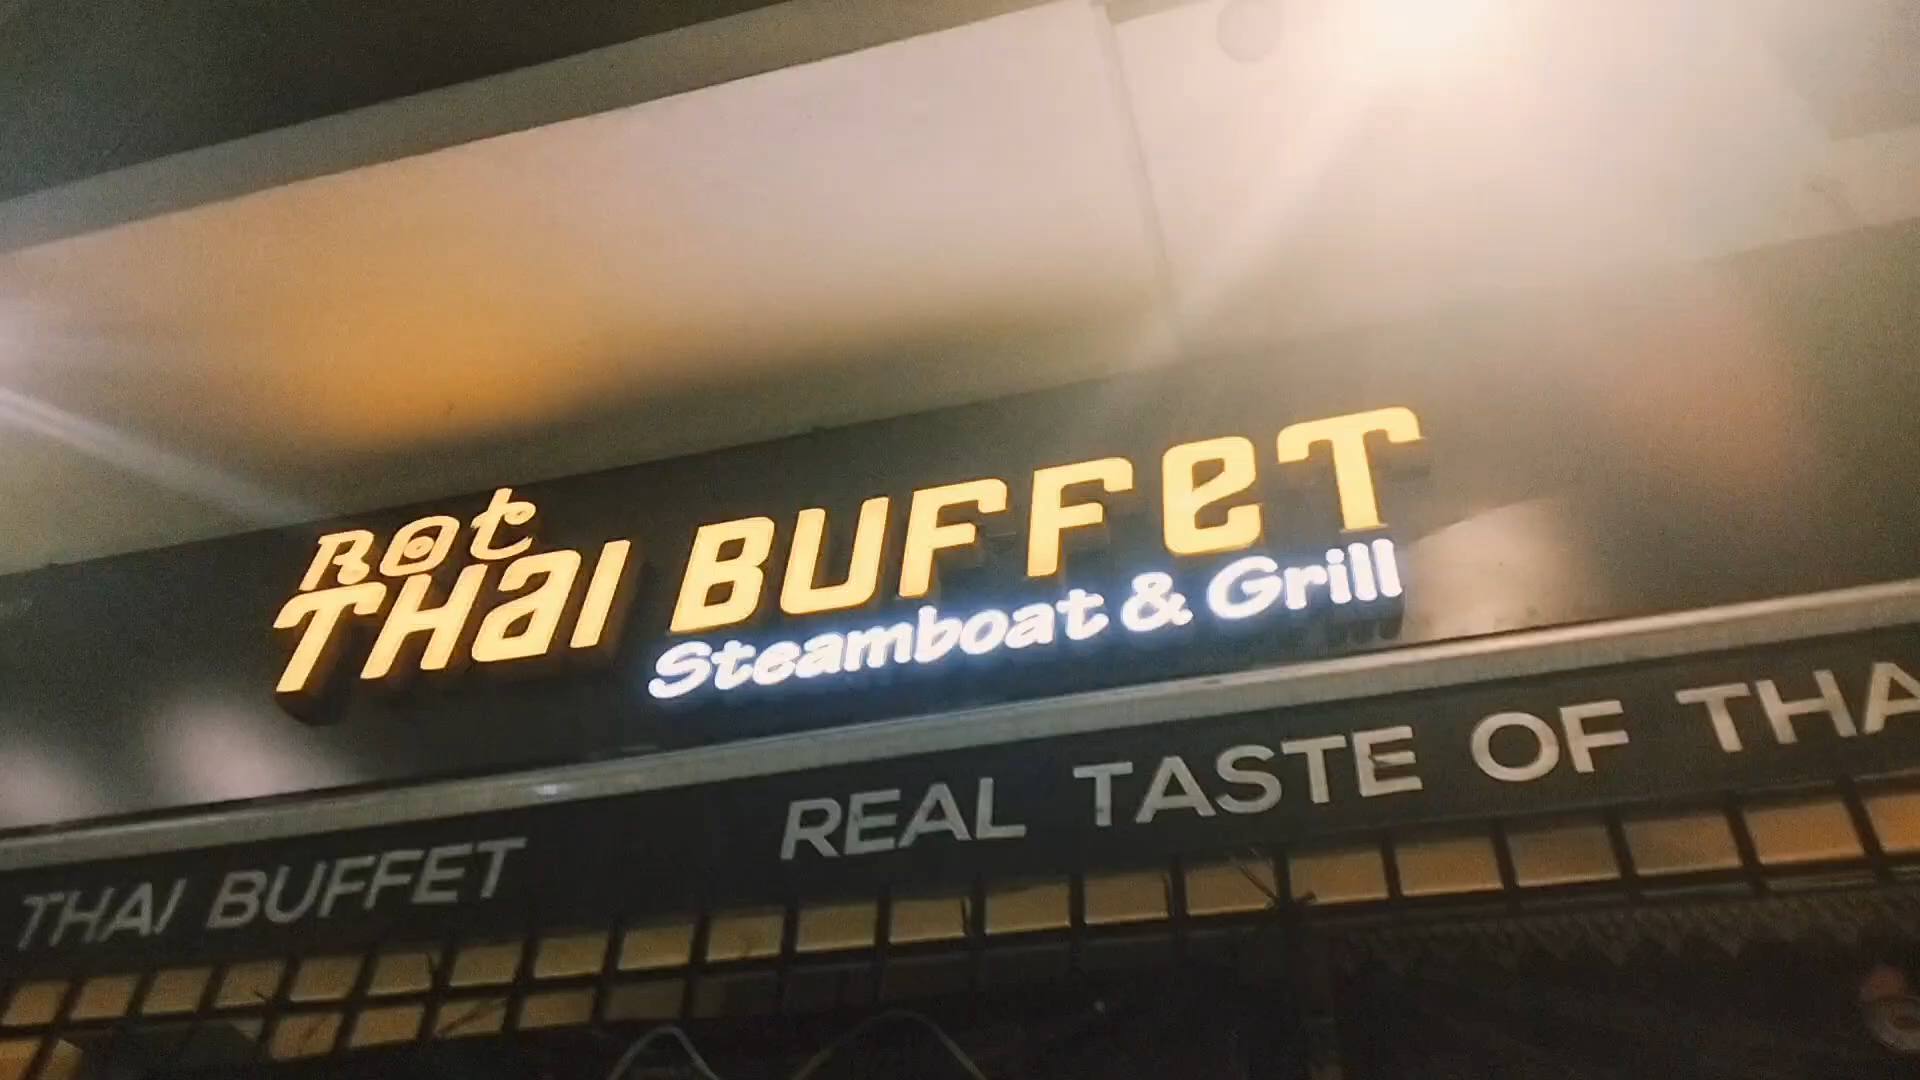 Rot
THai BUFFeT
Steamboat & Grill
THAI BUFFET REAL TASTE OF THA